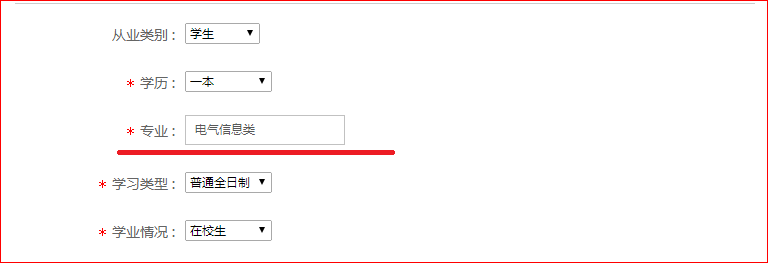 从业类别： 学生
* 学历： 一本
* 专业： 电气信息类
* 学习类型： 普通全日制
* 学业情况： 在校生